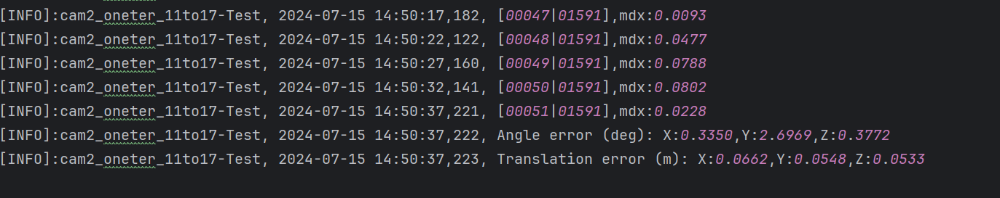 [INFO]:cam2_oneter_11to17-Test, 2024-07-15 14:50:17,182, [00047|01591],mdx:0.0093
[INFO]:cam2_oneter_11to17-Test, 2024-07-15 14:50:22,122, [00048|01591],mdx:0.0477
[INFO]:cam2_oneter_11to17-Test, 2024-07-15 14:50:27,160, [00049|01591],mdx:0.0788
[INFO]:cam2_oneter_11to17-Test, 2024-07-15 14:50:32,141, [00050|01591],mdx:0.0802
[INFO]:cam2_oneter_11to17-Test, 2024-07-15 14:50:37,221, [00051|01591],mdx:0.0228
[INFO]:cam2_oneter_11to17-Test, 2024-07-15 14:50:37,222, Angle error (deg): X:0.3350,Y:2.6969,Z:0.3772
[INFO]:cam2_oneter_11to17-Test, 2024-07-15 14:50:37,223, Translation error (m): X:0.0662,Y:0.0548,Z:0.0533